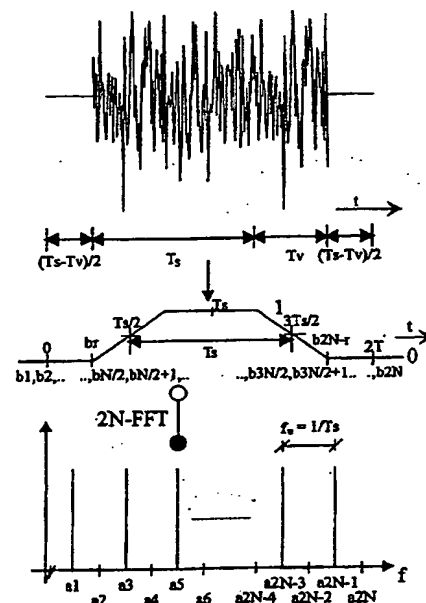 t
(Ts-Tv)/2 Ts Tv (Ts-Tv)/2
Ts 1
0 br Ts/2 3Ts/2 b2N-r 2T t
Ts 0
b1,b2,.. ..,bN/2,bN/2+1,.. ..,b3N/2,b3N/2+1.. ..,b2N
2N-FFT
fu = 1/Ts
a1 a3 a5 a2N-3 a2N-1 f
a2 a4 a6 a2N-4 a2N-2 a2N